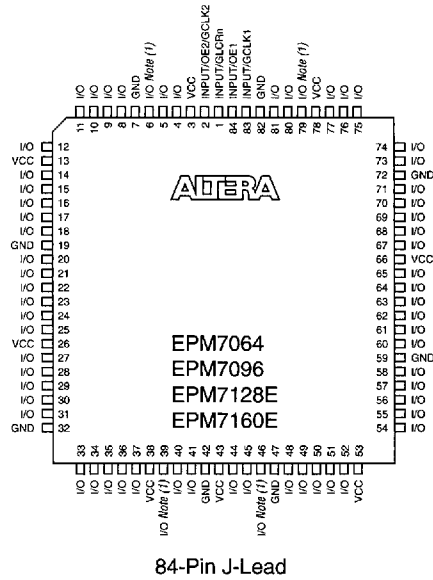 I/O
I/O
I/O
I/O
GND
I/O Note (1)
I/O
I/O
VCC
INPUT/OE2/GCLK2
INPUT/GLCRn
INPUT/OE1
INPUT/GCLK1
GND
I/O
I/O
I/O Note (1)
VCC
I/O
I/O
I/O
11 10 9 8 7 6 5 4 3 2 1 84 83 82 81 80 79 78 77 76 75
I/O 12
VCC 13
I/O 14
I/O 15
I/O 16
I/O 17
I/O 18
GND 19
I/O 20
I/O 21
I/O 22
I/O 23
I/O 24
I/O 25
VCC 26
I/O 27
I/O 28
I/O 29
I/O 30
I/O 31
GND 32
ALTERA
EPM7064
EPM7096
EPM7128E
EPM7160E
74 I/O
73 I/O
72 GND
71 I/O
70 I/O
69 I/O
68 I/O
67 I/O
66 VCC
65 I/O
64 I/O
63 I/O
62 I/O
61 I/O
60 I/O
59 GND
58 I/O
57 I/O
56 I/O
55 I/O
54 I/O
33 34 35 36 37 38 39 40 41 42 43 44 45 46 47 48 49 50 51 52 53
I/O
I/O
I/O
I/O
I/O
VCC
I/O Note (1)
I/O
I/O
GND
VCC
I/O
I/O
I/O Note (1)
GND
I/O
I/O
I/O
I/O
I/O
VCC
84-Pin J-Lead